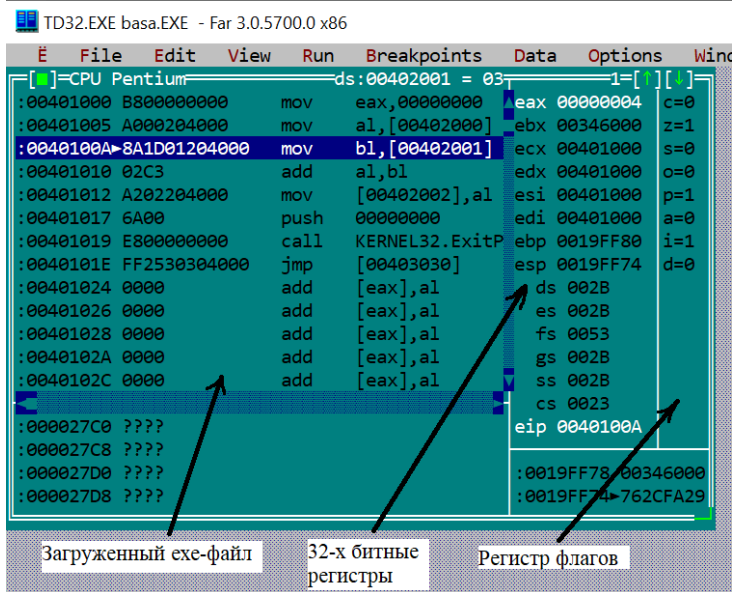 TD32.EXE basa.EXE - Far 3.0.5700.0 x86
Ё File Edit View Run Breakpoints Data Options Wind
[■]=CPU Pentium ds:00402001 = 03 1=[↑][↓]
:00401000 B800000000 mov eax,00000000 eax 00000004 c=0
:00401005 A000204000 mov al,[00402000] ebx 00346000 z=1
:0040100A►8A1D01204000 mov bl,[00402001] ecx 00401000 s=0
:00401010 02C3 add al,bl edx 00401000 o=0
:00401012 A202204000 mov [00402002],al esi 00401000 p=1
:00401017 6A00 push 00000000 edi 00401000 a=0
:00401019 E800000000 call KERNEL32.ExitP ebp 0019FF80 i=1
:0040101E FF2530304000 jmp [00403030] esp 0019FF74 d=0
:00401024 0000 add [eax],al ds 002B
:00401026 0000 add [eax],al es 002B
:00401028 0000 add [eax],al fs 0053
:0040102A 0000 add [eax],al gs 002B
:0040102C 0000 add [eax],al ss 002B
cs 0023
:000027C0 ???? eip 0040100A
:000027C8 ????
:000027D0 ???? :0019FF78 00346000
:000027D8 ???? :0019FF74►762CFA29
Загруженный exe-файл
32-х битные
регистры
Регистр флагов